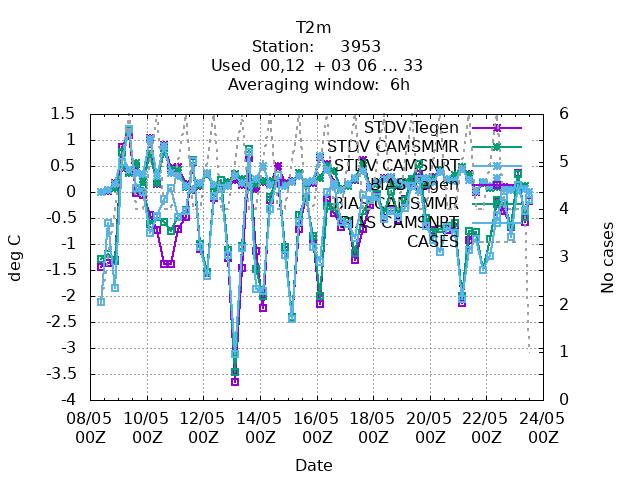 T2m
Station: 3953
Used 00,12 + 03 06 ... 33
Averaging window: 6h
1.5
1
0.5
0
-0.5
-1
-1.5
-2
-2.5
-3
-3.5
-4
deg C
STDV Tegen
STDV CAMSMMR
STDV CAMSNRT
BIAS Tegen
BIAS CAMSMMR
BIAS CAMSNRT
CASES
6
5
4
3
2
1
0
No cases
08/05 10/05 12/05 14/05 16/05 18/05 20/05 22/05 24/05
00Z 00Z 00Z 00Z 00Z 00Z 00Z 00Z 00Z
Date